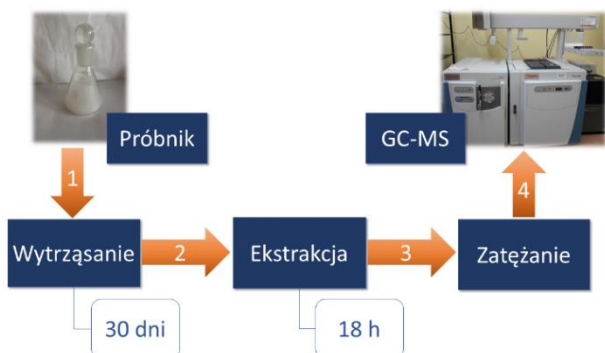 Próbnik
GC-MS
1
4
Wytrząsanie
2
Ekstrakcja
3
Zatężanie
30 dni
18 h